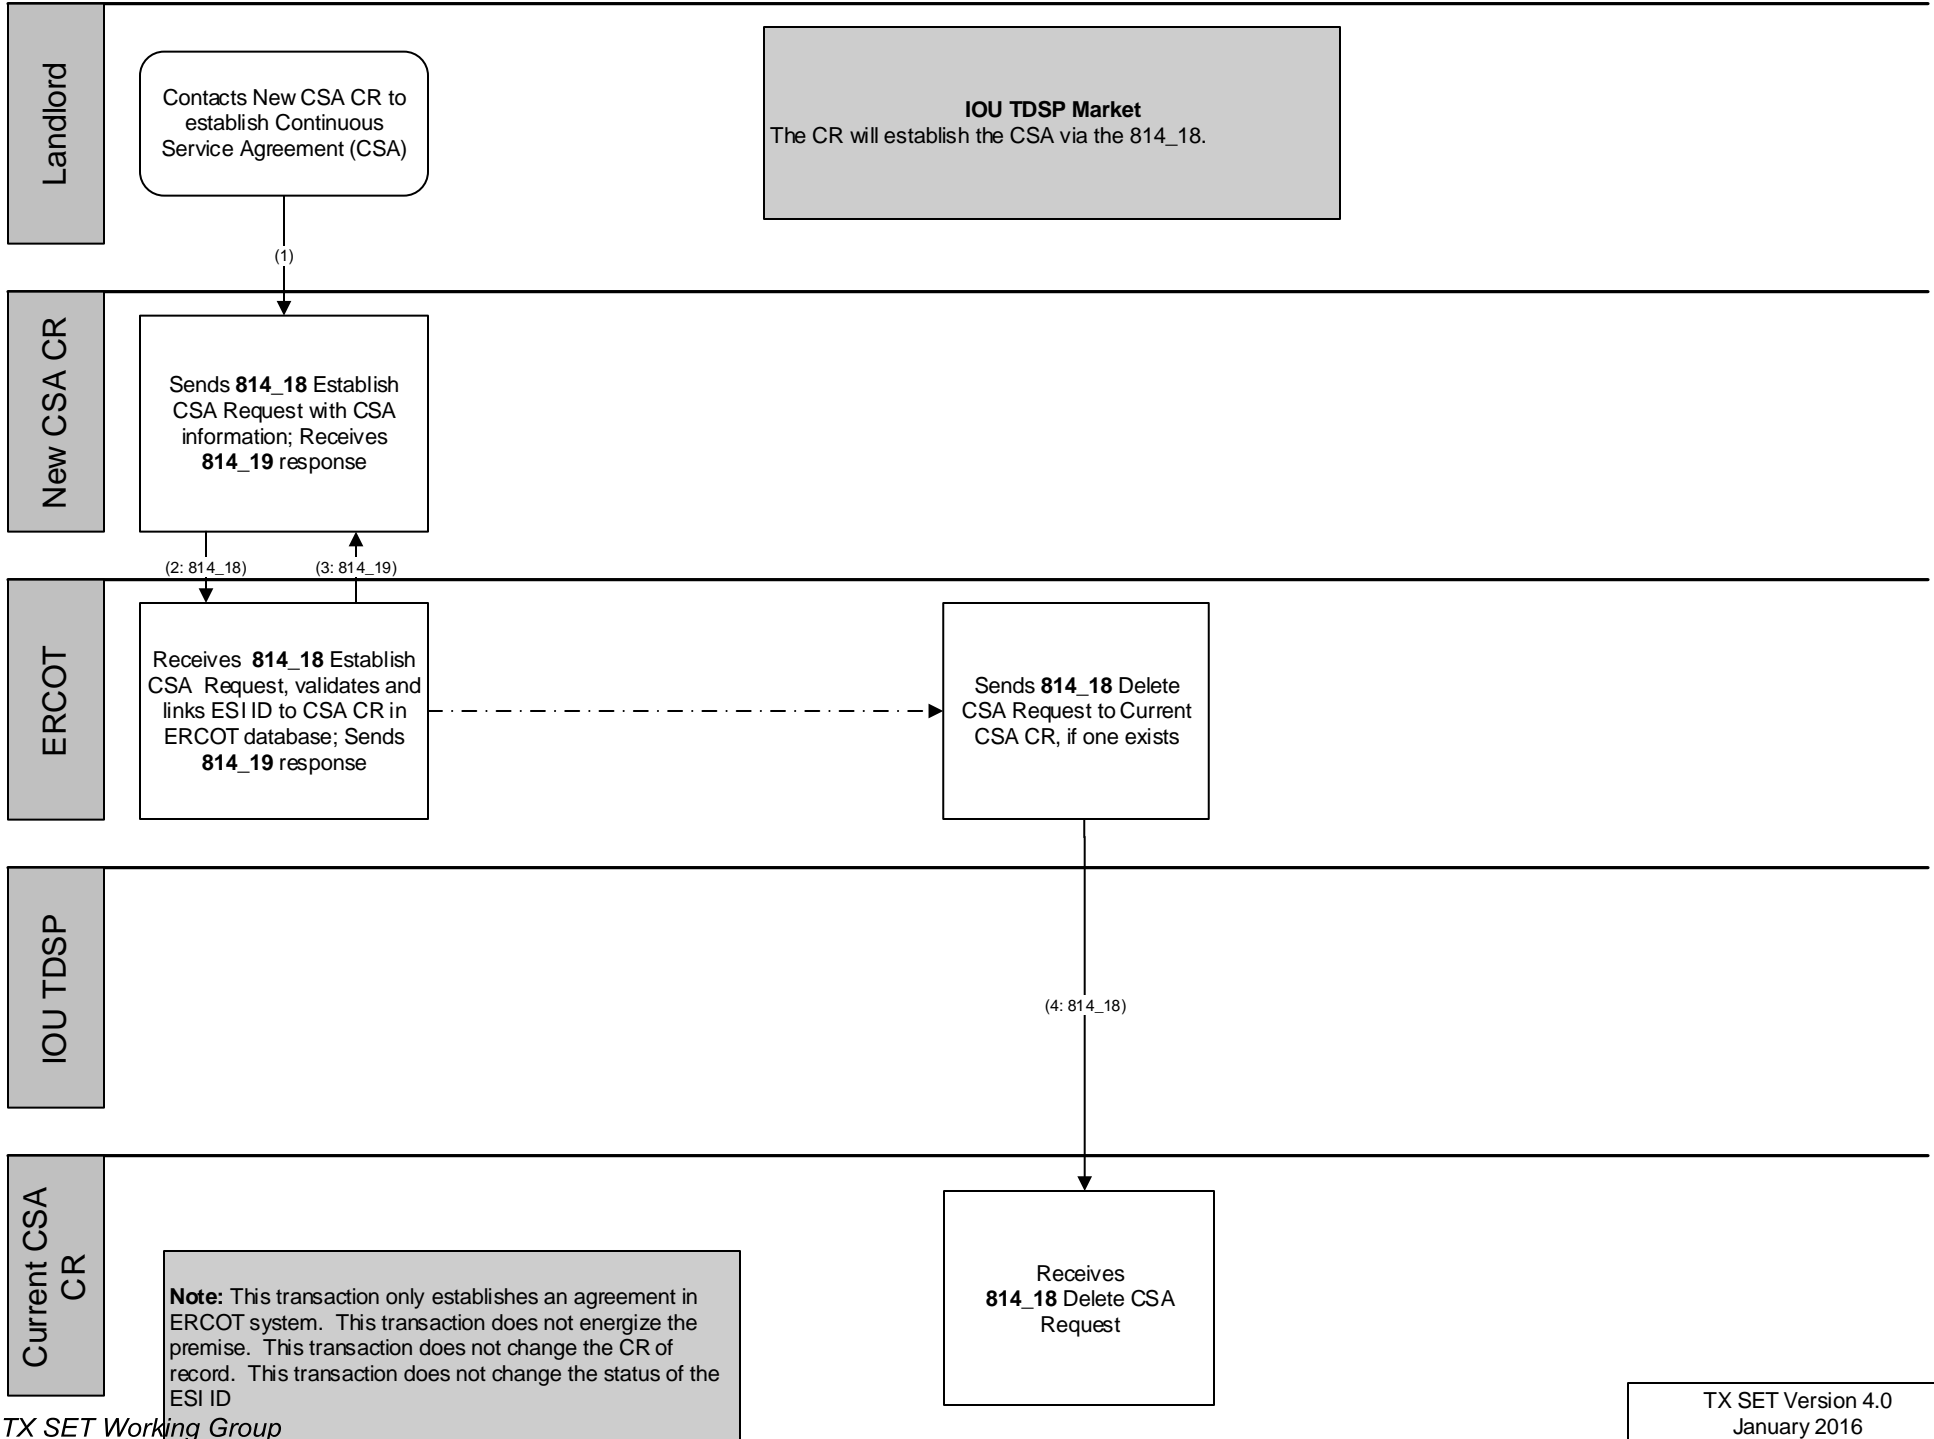 Landlord
Contacts New CSA CR to
establish Continuous
Service Agreement (CSA)
IOU TDSP Market
The CR will establish the CSA via the 814_18.
(1)
New CSA CR
Sends 814_18 Establish
CSA Request with CSA
information; Receives
814_19 response
(2: 814_18)
(3: 814_19)
ERCOT
Receives 814_18 Establish
CSA Request, validates and
links ESI ID to CSA CR in
ERCOT database; Sends
814_19 response
Sends 814_18 Delete
CSA Request to Current
CSA CR, if one exists
IOU TDSP
(4: 814_18)
Current CSA
CR
Note: This transaction only establishes an agreement in
ERCOT system. This transaction does not energize the
premise. This transaction does not change the CR of
record. This transaction does not change the status of the
ESI ID
Receives
814_18 Delete CSA
Request
TX SET Working Group
TX SET Version 4.0
January 2016